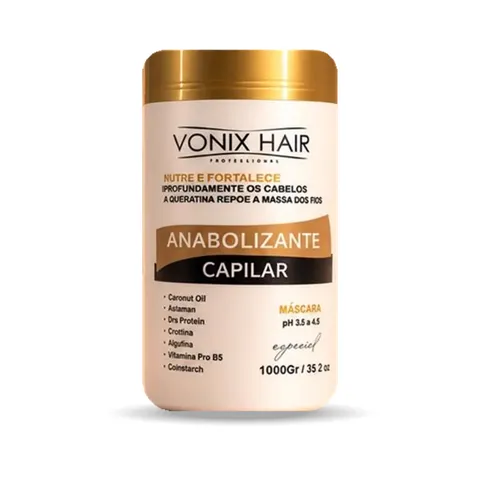 VONIX HAIR
PROFESSIONAL
NUTRE E FORTALECE
PROFUNDAMENTE OS CABELOS
A QUERATINA REPOE A MASSA DOS FIOS
ANABOLIZANTE
CAPILAR
• Caronut Oil
• Astaman
• Drs Protein
• Crottina
• Algufina
• Vitamina Pro B5
• Coinstarch
MÁSCARA
pH 3.5 a 4.5
especial
1000Gr / 35 2 oz